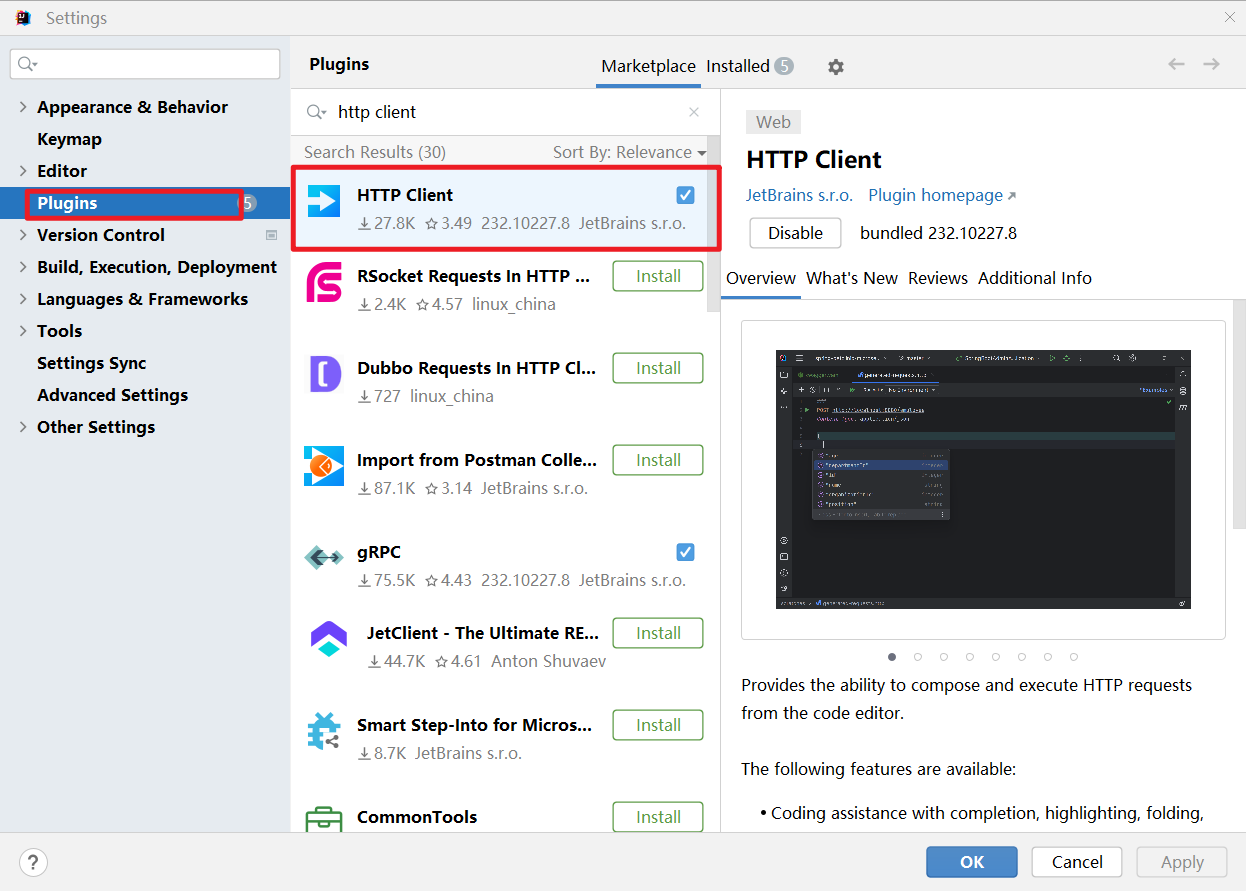 Settings
Plugins
Marketplace
Installed 5
Appearance & Behavior
Keymap
Editor
Plugins 5
Version Control
Build, Execution, Deployment
Languages & Frameworks
Tools
Settings Sync
Advanced Settings
Other Settings
http client
Search Results (30) Sort By: Relevance
HTTP Client
27.8K 3.49 232.10227.8 JetBrains s.r.o.
RSocket Requests In HTTP ... Install
2.4K 4.57 linux_china
Dubbo Requests In HTTP Cl... Install
727 linux_china
Import from Postman Colle... Install
87.1K 3.14 JetBrains s.r.o.
gRPC
75.5K 4.43 232.10227.8 JetBrains s.r.o.
JetClient - The Ultimate RE... Install
44.7K 4.61 Anton Shuvaev
Smart Step-Into for Micros... Install
8.7K JetBrains s.r.o.
CommonTools Install
Web
HTTP Client
JetBrains s.r.o. Plugin homepage
Disable bundled 232.10227.8
Overview What's New Reviews Additional Info
Provides the ability to compose and execute HTTP requests
from the code editor.
The following features are available:
• Coding assistance with completion, highlighting, folding,
? OK Cancel Apply